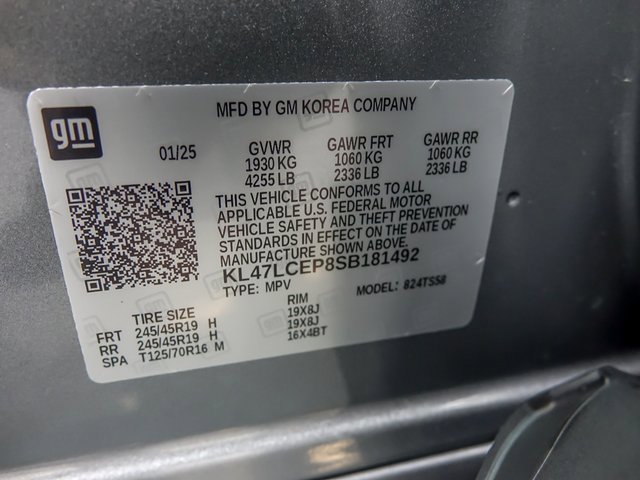 gm
MFD BY GM KOREA COMPANY
01/25 GVWR GAWR FRT GAWR RR
1930 KG 1060 KG 1060 KG
4255 LB 2336 LB 2336 LB
THIS VEHICLE CONFORMS TO ALL
APPLICABLE U.S. FEDERAL MOTOR
VEHICLE SAFETY AND THEFT PREVENTION
STANDARDS IN EFFECT ON THE DATE OF
MANUFACTURE SHOWN ABOVE.
KL47LCEP8SB181492
TYPE: MPV MODEL: 824TS58
TIRE SIZE RIM
FRT 245/45R19 H 19X8J
RR 245/45R19 H 19X8J
SPA T125/70R16 M 16X4BT